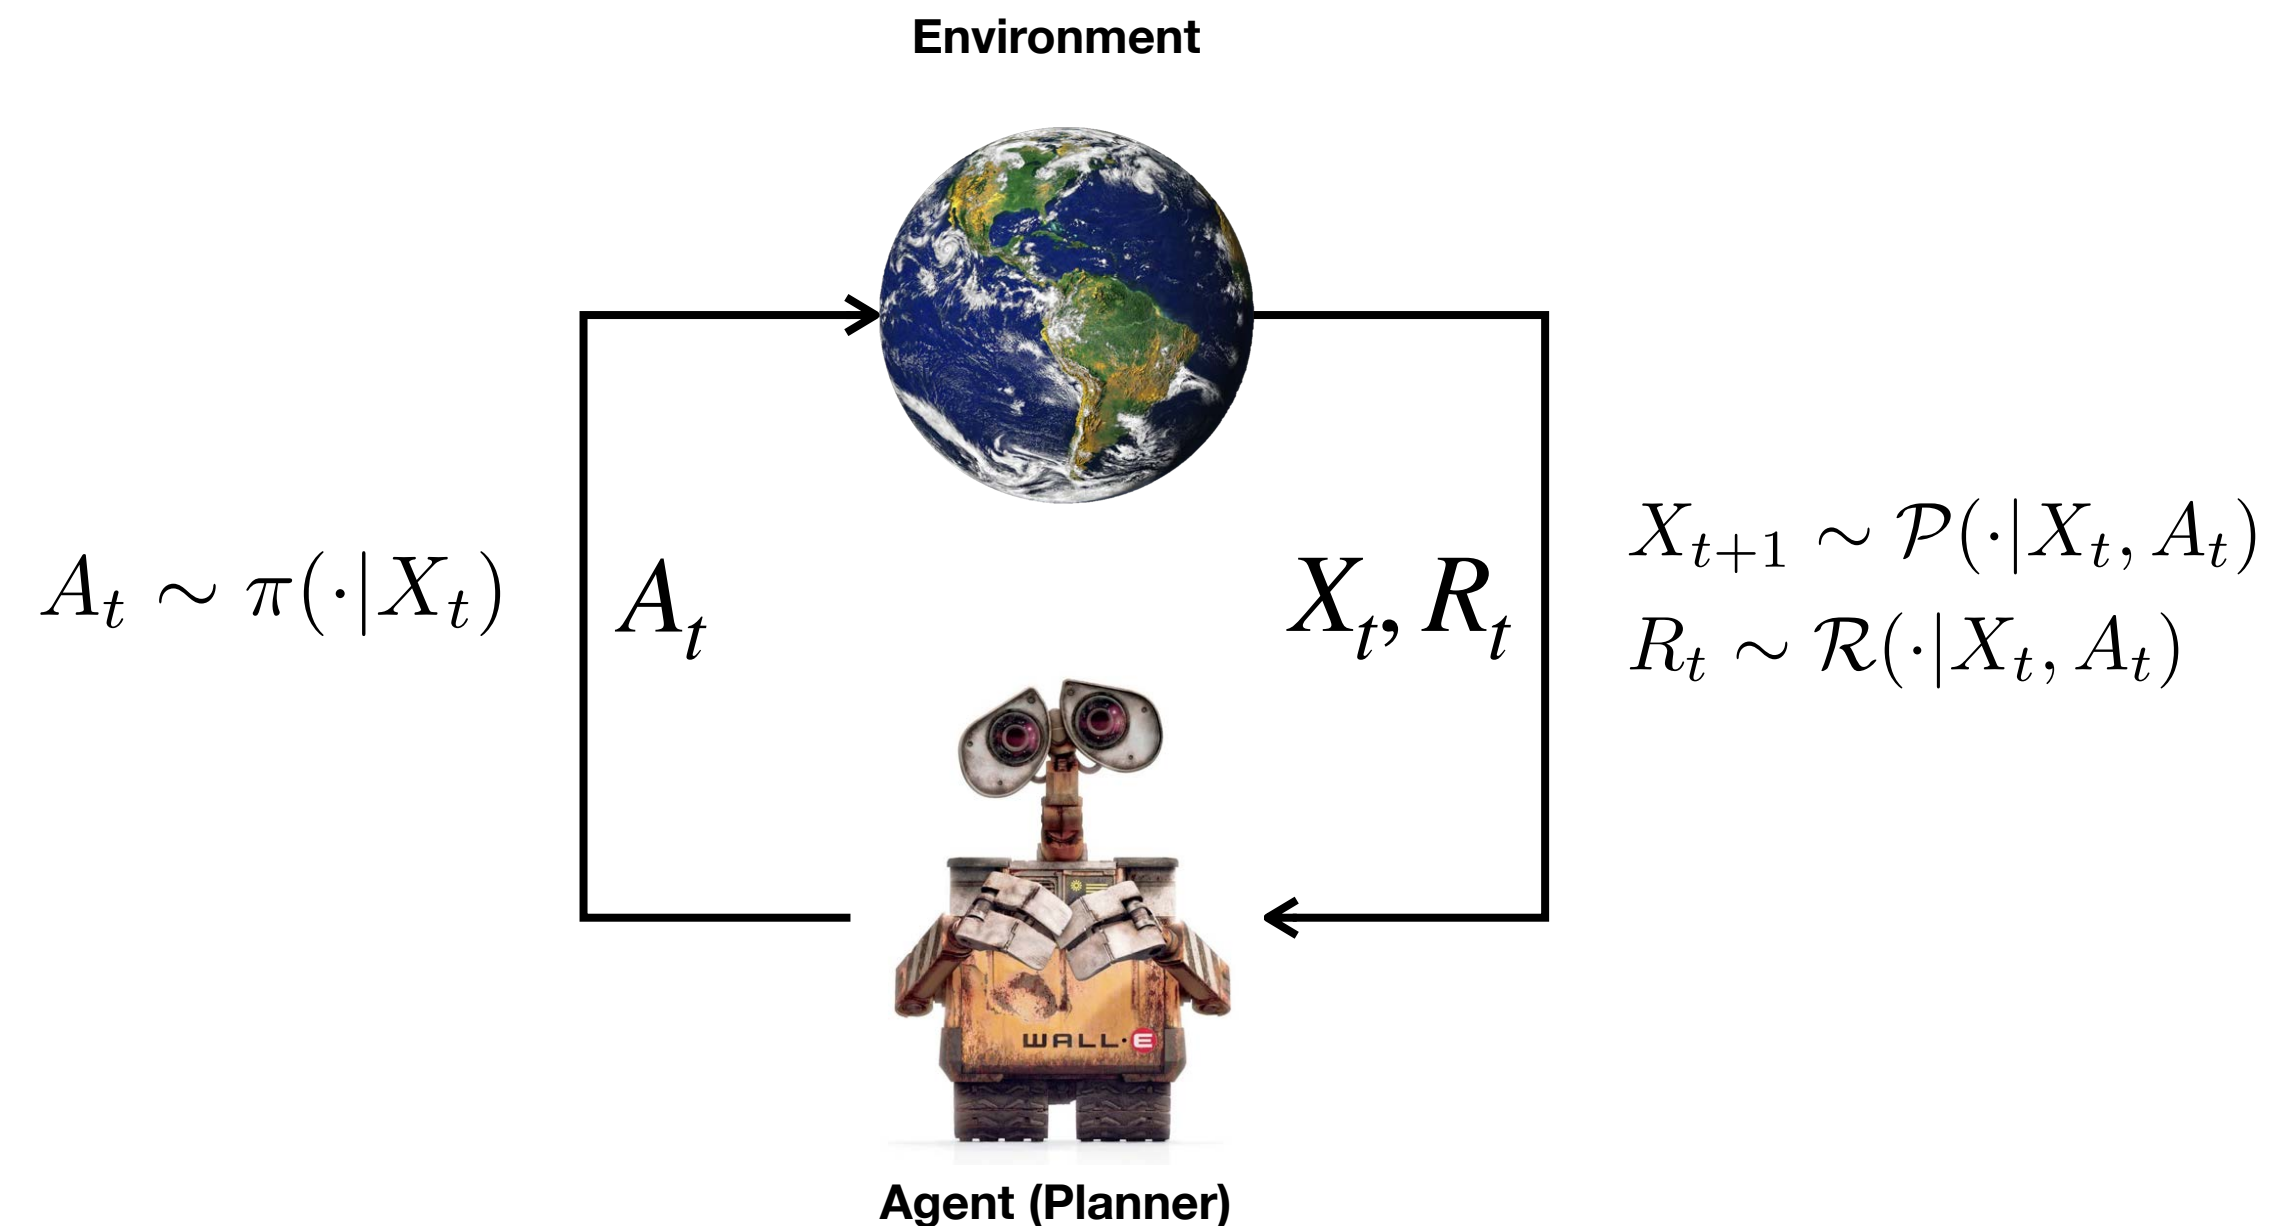 Environment
A_t ∼ π(·|X_t)
A_t
X_t, R_t
X_{t+1} ∼ 𝒫(·|X_t, A_t)
R_t ∼ ℛ(·|X_t, A_t)
WALL·E
Agent (Planner)